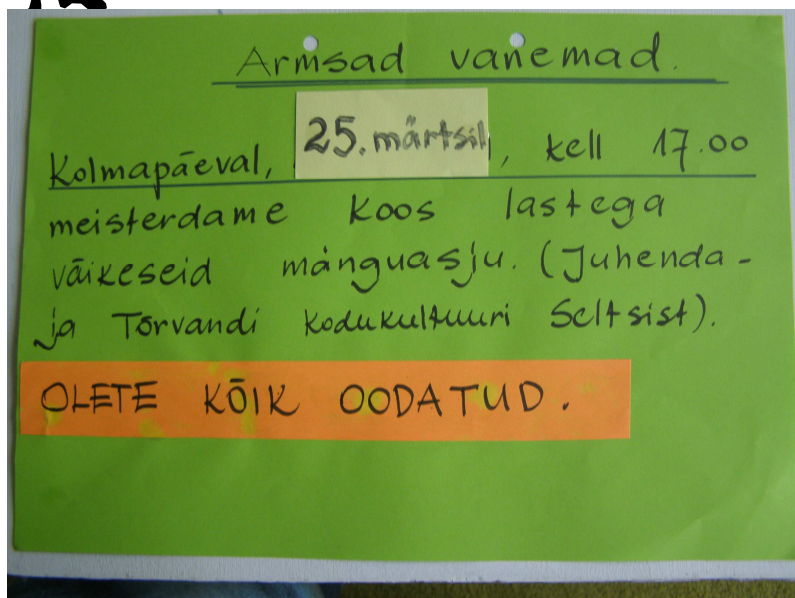 Armsad vanemad.
Kolmapäeval, 25. märtsil, kell 17.00
meisterdame koos lastega
väikeseid mänguasju. (Juhenda-
ja Tõrvandi kodukultuuri Seltsist).
OLETE KÕIK OODATUD.